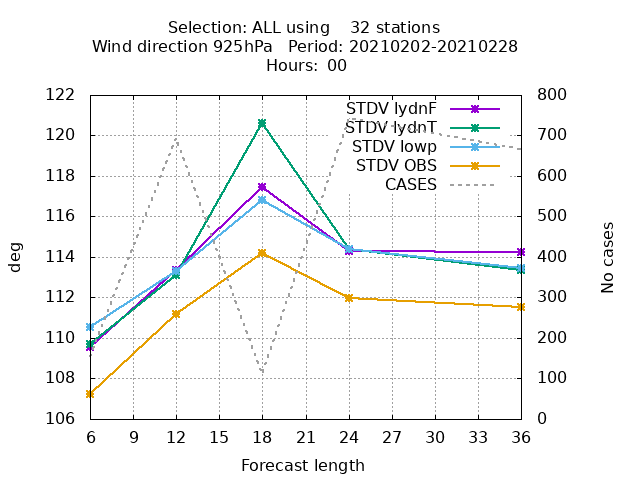 Selection: ALL using 32 stations
Wind direction 925hPa Period: 20210202-20210228
Hours: 00
122 800
STDV lydnF
120 700
STDV lydnT
STDV lowp
118 600
STDV OBS
CASES
116 500
114 400
112 300
110 200
108 100
106 0
deg
No cases
6 9 12 15 18 21 24 27 30 33 36
Forecast length